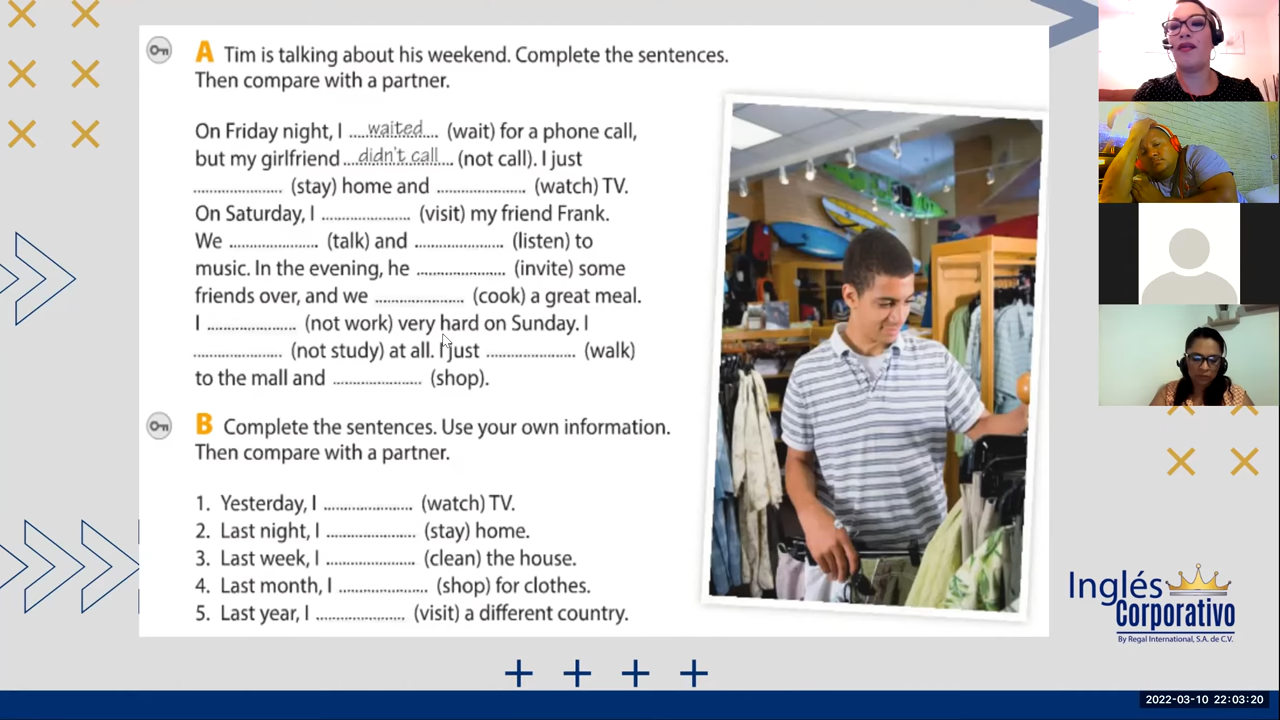 A Tim is talking about his weekend. Complete the sentences.
Then compare with a partner.
On Friday night, I waited (wait) for a phone call,
but my girlfriend didn't call (not call). I just
.................... (stay) home and .................... (watch) TV.
On Saturday, I .................... (visit) my friend Frank.
We .................... (talk) and .................... (listen) to
music. In the evening, he .................... (invite) some
friends over, and we .................... (cook) a great meal.
I .................... (not work) very hard on Sunday. I
.................... (not study) at all. I just .................... (walk)
to the mall and .................... (shop).
B Complete the sentences. Use your own information.
Then compare with a partner.
1. Yesterday, I .................... (watch) TV.
2. Last night, I .................... (stay) home.
3. Last week, I .................... (clean) the house.
4. Last month, I .................... (shop) for clothes.
5. Last year, I .................... (visit) a different country.
Inglés
Corporativo
By Regal International, S.A. de C.V.
2022-03-10 22:03:20